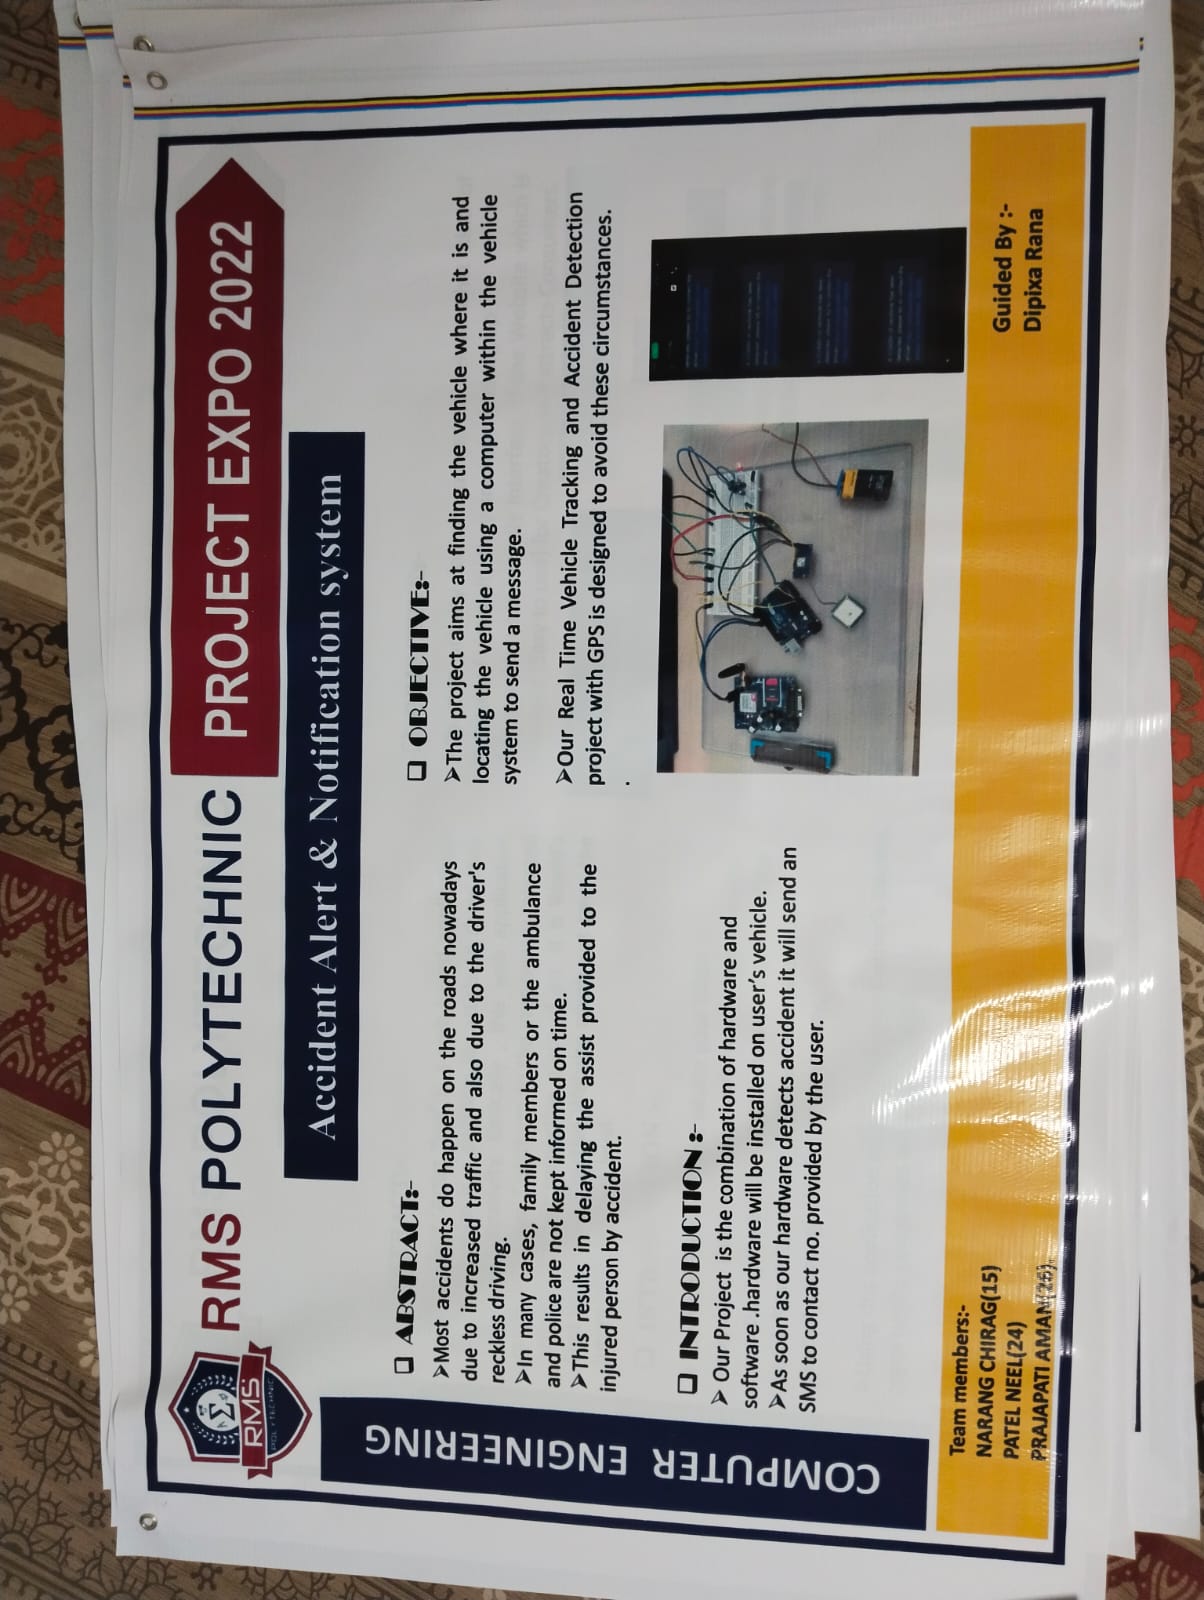 RMS POLYTECHNIC PROJECT EXPO 2022
RMS
POLYTECHNIC
Accident Alert & Notification system
COMPUTER ENGINEERING
ABSTRACT:-
➢Most accidents do happen on the roads nowadays
due to increased traffic and also due to the driver's
reckless driving.
➢In many cases, family members or the ambulance
and police are not kept informed on time.
➢This results in delaying the assist provided to the
injured person by accident.
INTRODUCTION :-
➢ Our Project is the combination of hardware and
software .hardware will be installed on user's vehicle.
➢As soon as our hardware detects accident it will send an
SMS to contact no. provided by the user.
OBJECTIVE:-
➢The project aims at finding the vehicle where it is and
locating the vehicle using a computer within the vehicle
system to send a message.
➢Our Real Time Vehicle Tracking and Accident Detection
project with GPS is designed to avoid these circumstances.
.
Team members:-
NARANG CHIRAG(15)
PATEL NEEL(24)
PRAJAPATI AMAN(26)
Guided By :-
Dipixa Rana